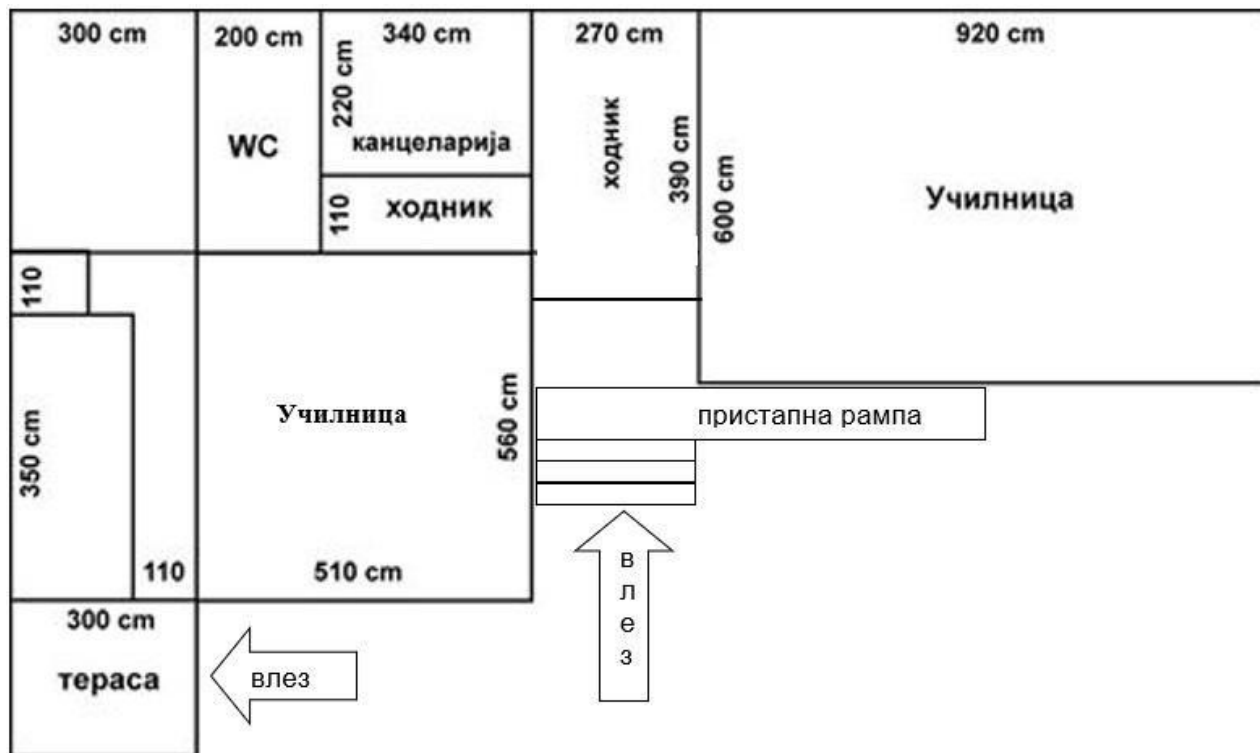 300 cm
200 cm
340 cm
270 cm
920 cm
220 cm
WC
канцеларија
ходник
390 cm
600 cm
Училница
110
ходник
110
350 cm
Училница
560 cm
пристапна рампа
110
510 cm
влез
300 cm
тераса
влез